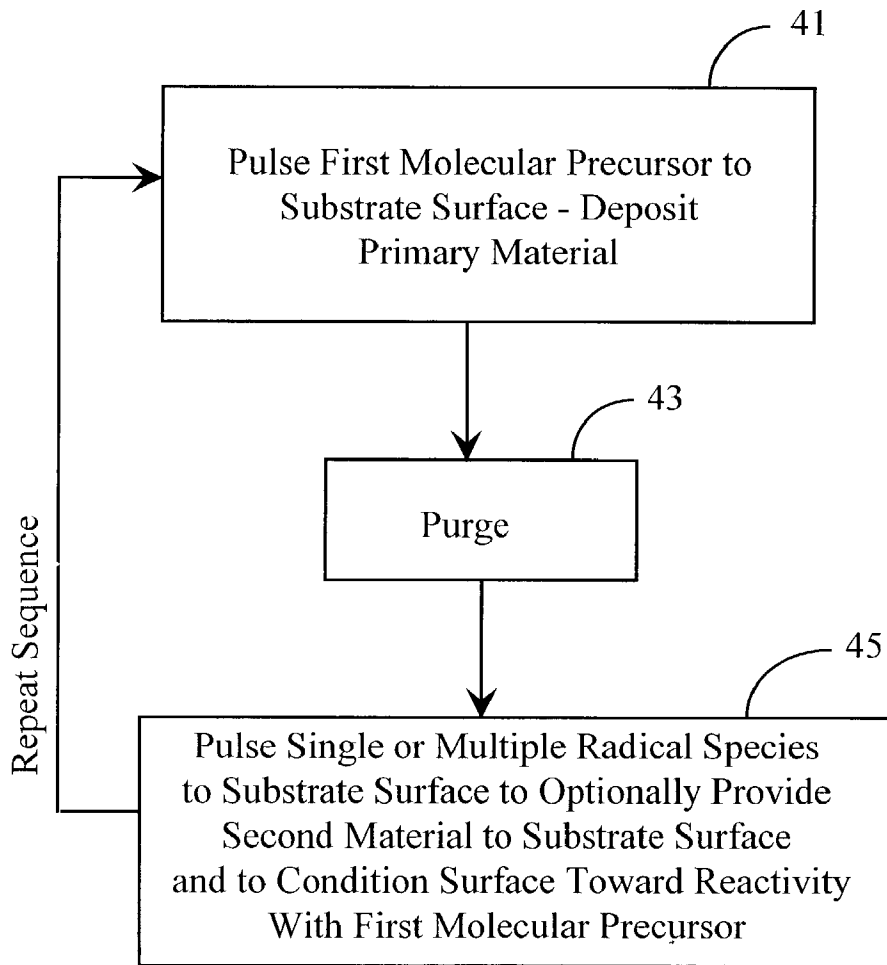 41
Pulse First Molecular Precursor to
Substrate Surface - Deposit
Primary Material
43
Purge
45
Pulse Single or Multiple Radical Species
to Substrate Surface to Optionally Provide
Second Material to Substrate Surface
and to Condition Surface Toward Reactivity
With First Molecular Precursor
Repeat Sequence